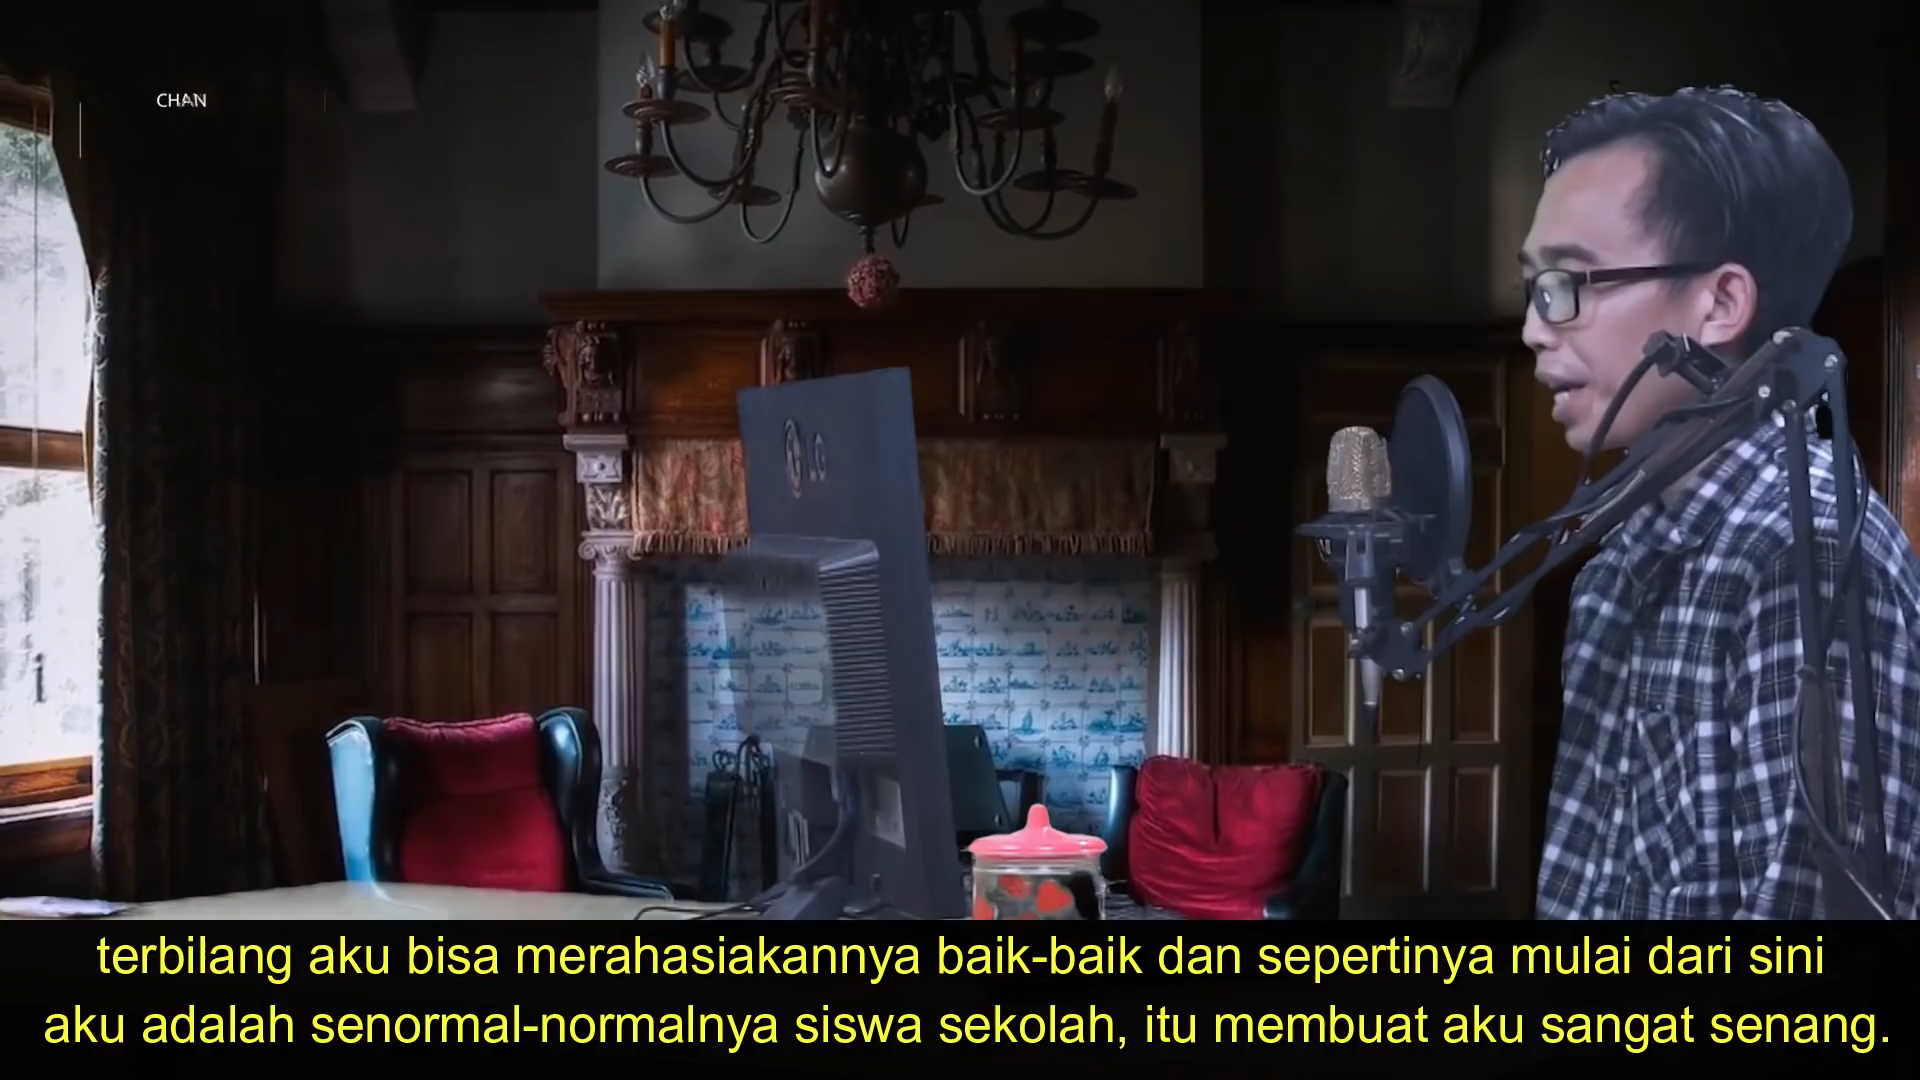 CHAN
LG
terbilang aku bisa merahasiakannya baik-baik dan sepertinya mulai dari sini
aku adalah senormal-normalnya siswa sekolah, itu membuat aku sangat senang.